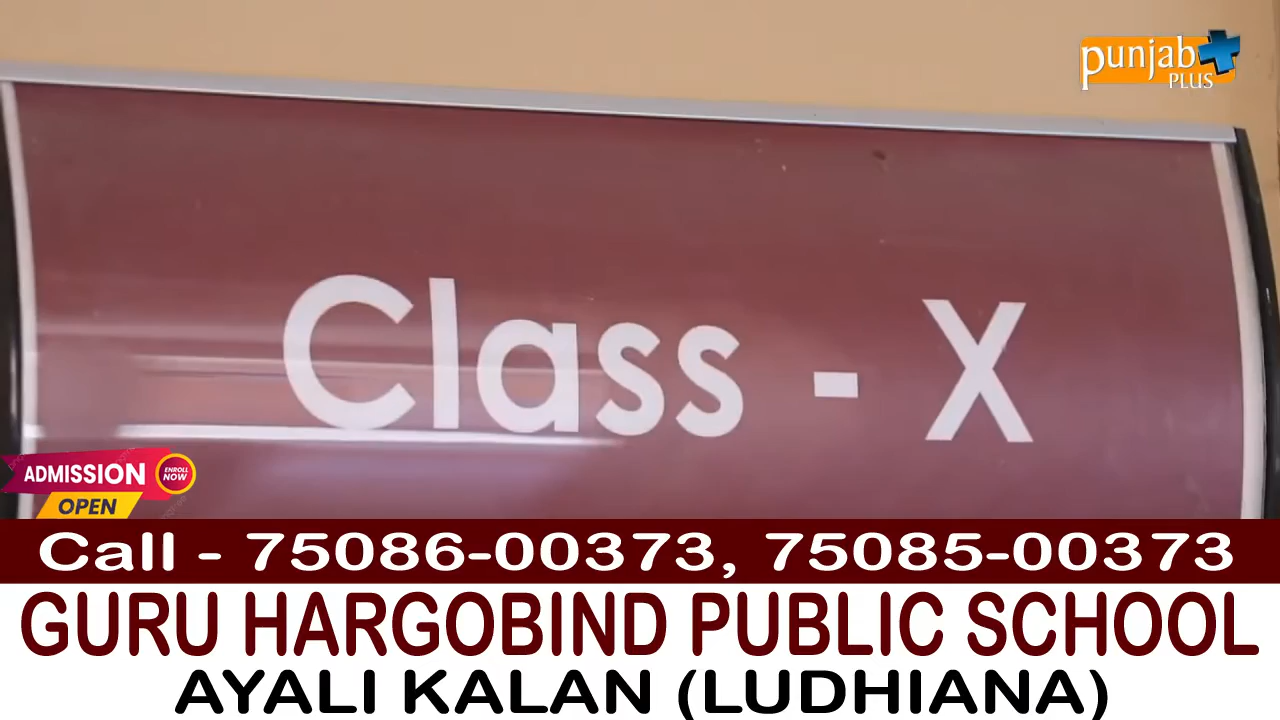 punjab
PLUS
Class - X
ADMISSION
ENROLL
NOW
OPEN
Call - 75086-00373, 75085-00373
GURU HARGOBIND PUBLIC SCHOOL
AYALI KALAN (LUDHIANA)